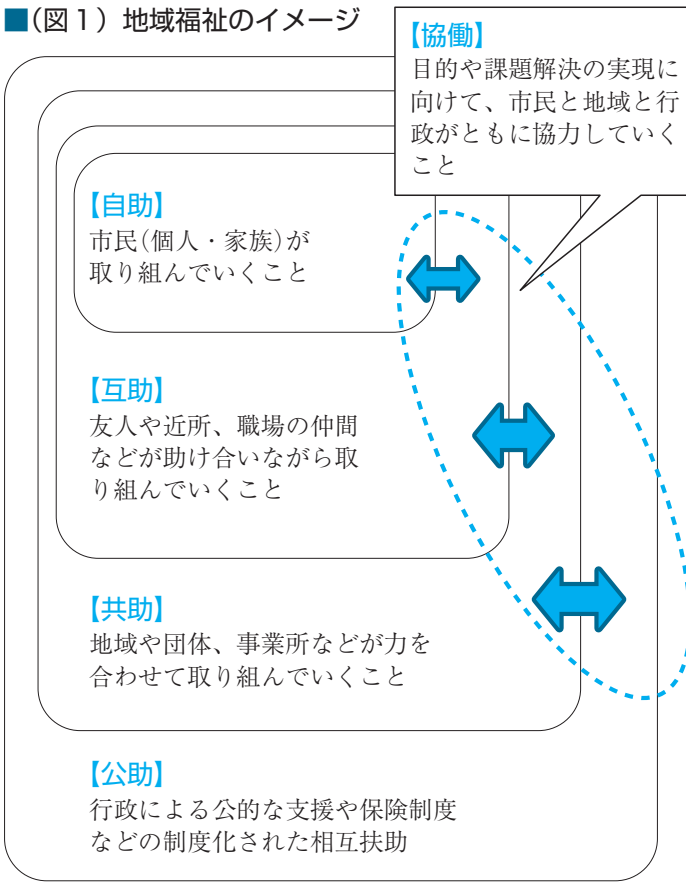 ■(図1）地域福祉のイメージ
【協働】
目的や課題解決の実現に
向けて、市民と地域と行
政がともに協力していく
こと
【自助】
市民(個人・家族)が
取り組んでいくこと
【互助】
友人や近所、職場の仲間
などが助け合いながら取
り組んでいくこと
【共助】
地域や団体、事業所などが力を
合わせて取り組んでいくこと
【公助】
行政による公的な支援や保険制度
などの制度化された相互扶助